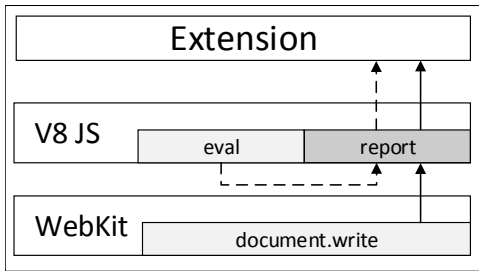 Extension
V8 JS
eval
report
WebKit
document.write